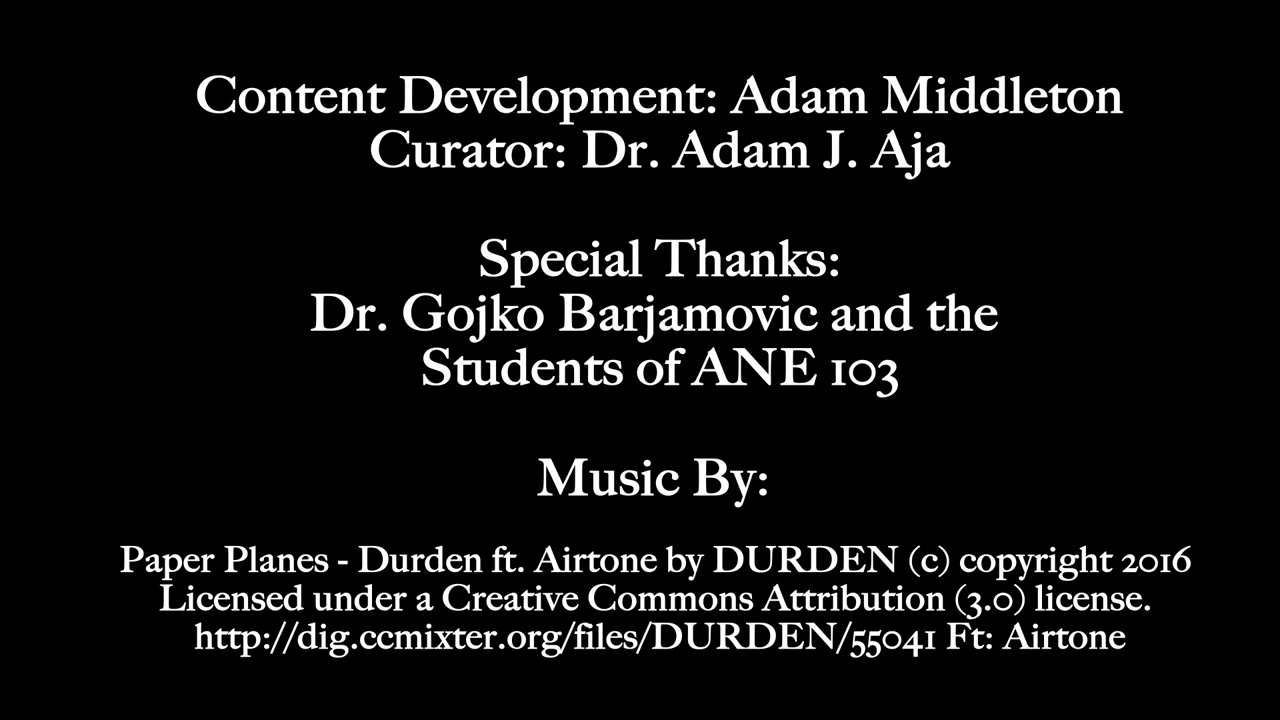 Content Development: Adam Middleton
Curator: Dr. Adam J. Aja
Special Thanks:
Dr. Gojko Barjamovic and the
Students of ANE 103
Music By:
Paper Planes - Durden ft. Airtone by DURDEN (c) copyright 2016
Licensed under a Creative Commons Attribution (3.0) license.
http://dig.ccmixter.org/files/DURDEN/55041 Ft: Airtone